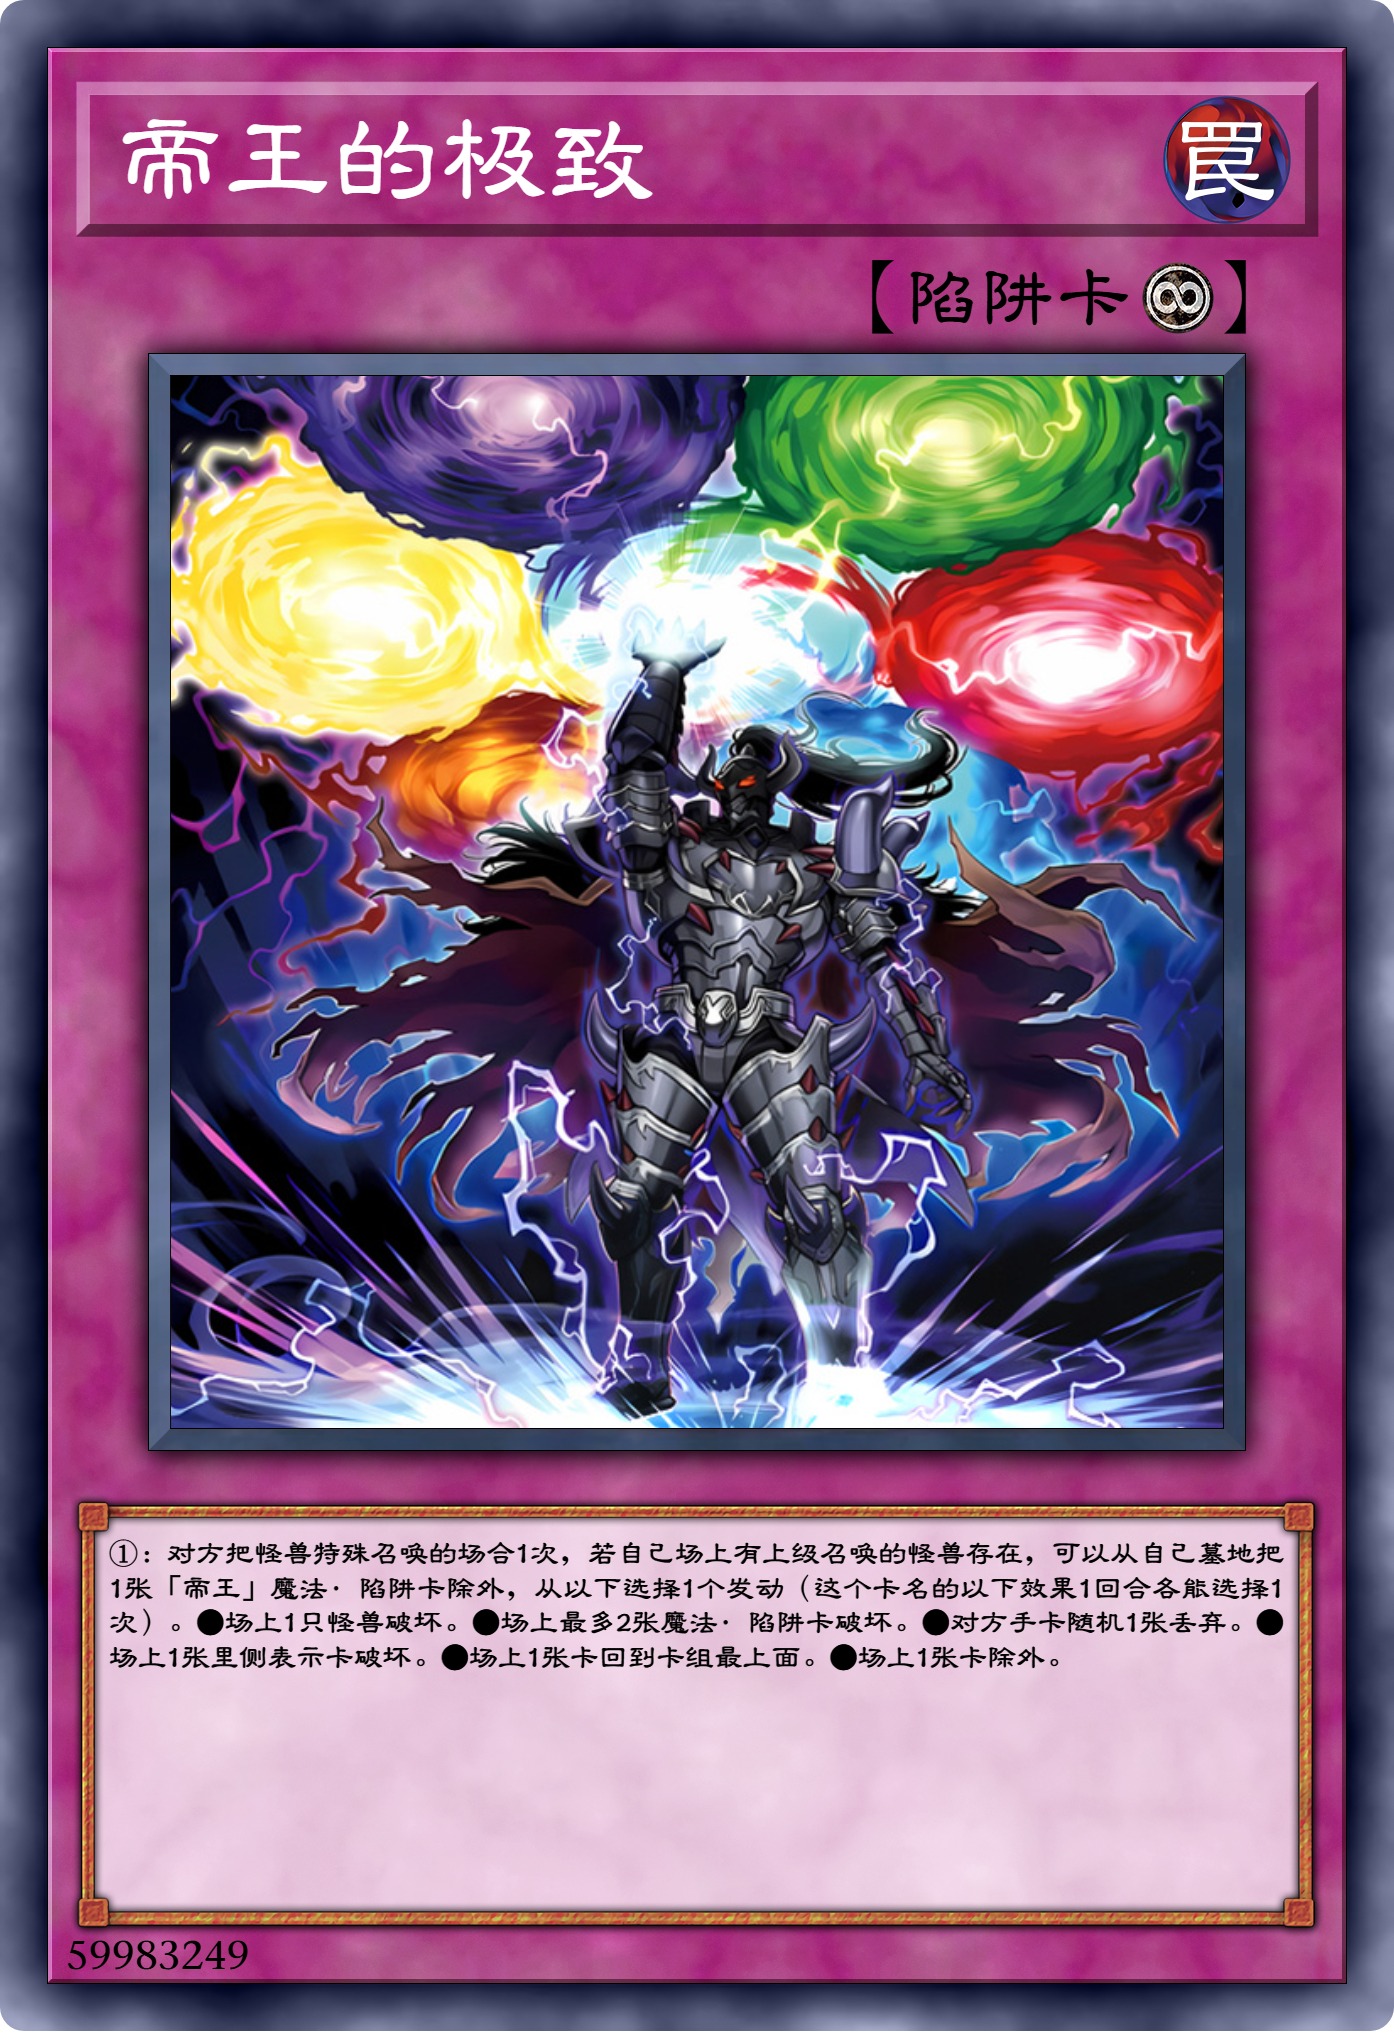 帝王的极致
罠
【陷阱卡】
①：对方把怪兽特殊召唤的场合1次，若自己场上有上级召唤的怪兽存在，可以从自己墓地把
1张「帝王」魔法·陷阱卡除外，从以下选择1个发动（这个卡名的以下效果1回合各能选择1
次）。●场上1只怪兽破坏。●场上最多2张魔法·陷阱卡破坏。●对方手卡随机1张丢弃。●
场上1张里侧表示卡破坏。●场上1张卡回到卡组最上面。●场上1张卡除外。
59983249